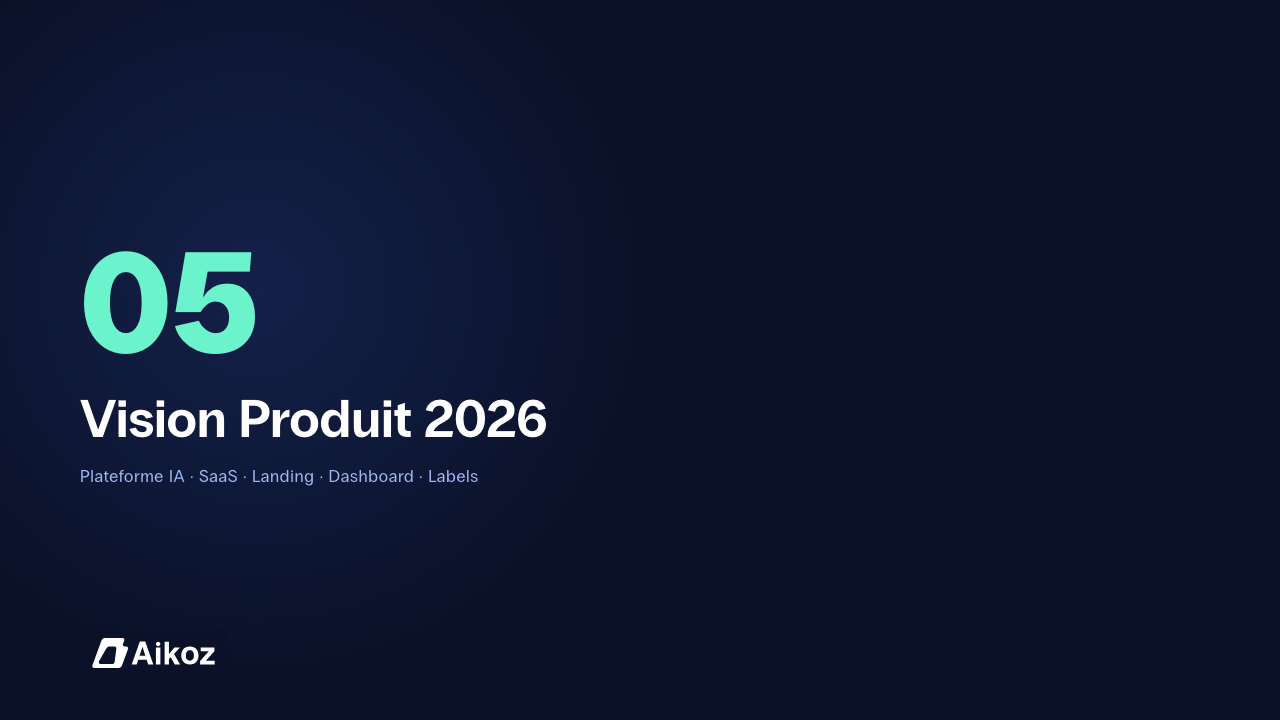 05
Vision Produit 2026
Plateforme IA · SaaS · Landing · Dashboard · Labels
Aikoz